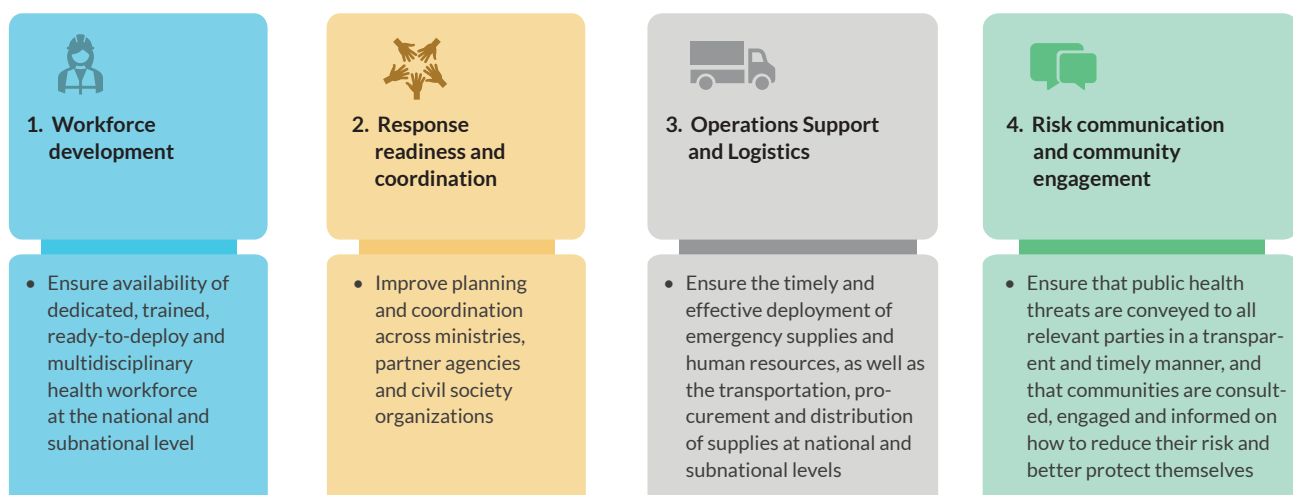 1. Workforce
development
• Ensure availability of
dedicated, trained,
ready-to-deploy and
multidisciplinary
health workforce
at the national and
subnational level
2. Response
readiness and
coordination
• Improve planning
and coordination
across ministries,
partner agencies
and civil society
organizations
3. Operations Support
and Logistics
• Ensure the timely and
effective deployment of
emergency supplies and
human resources, as well as
the transportation, pro-
curement and distribution
of supplies at national and
subnational levels
4. Risk communication
and community
engagement
• Ensure that public health
threats are conveyed to all
relevant parties in a transpar-
ent and timely manner, and
that communities are consult-
ed, engaged and informed on
how to reduce their risk and
better protect themselves